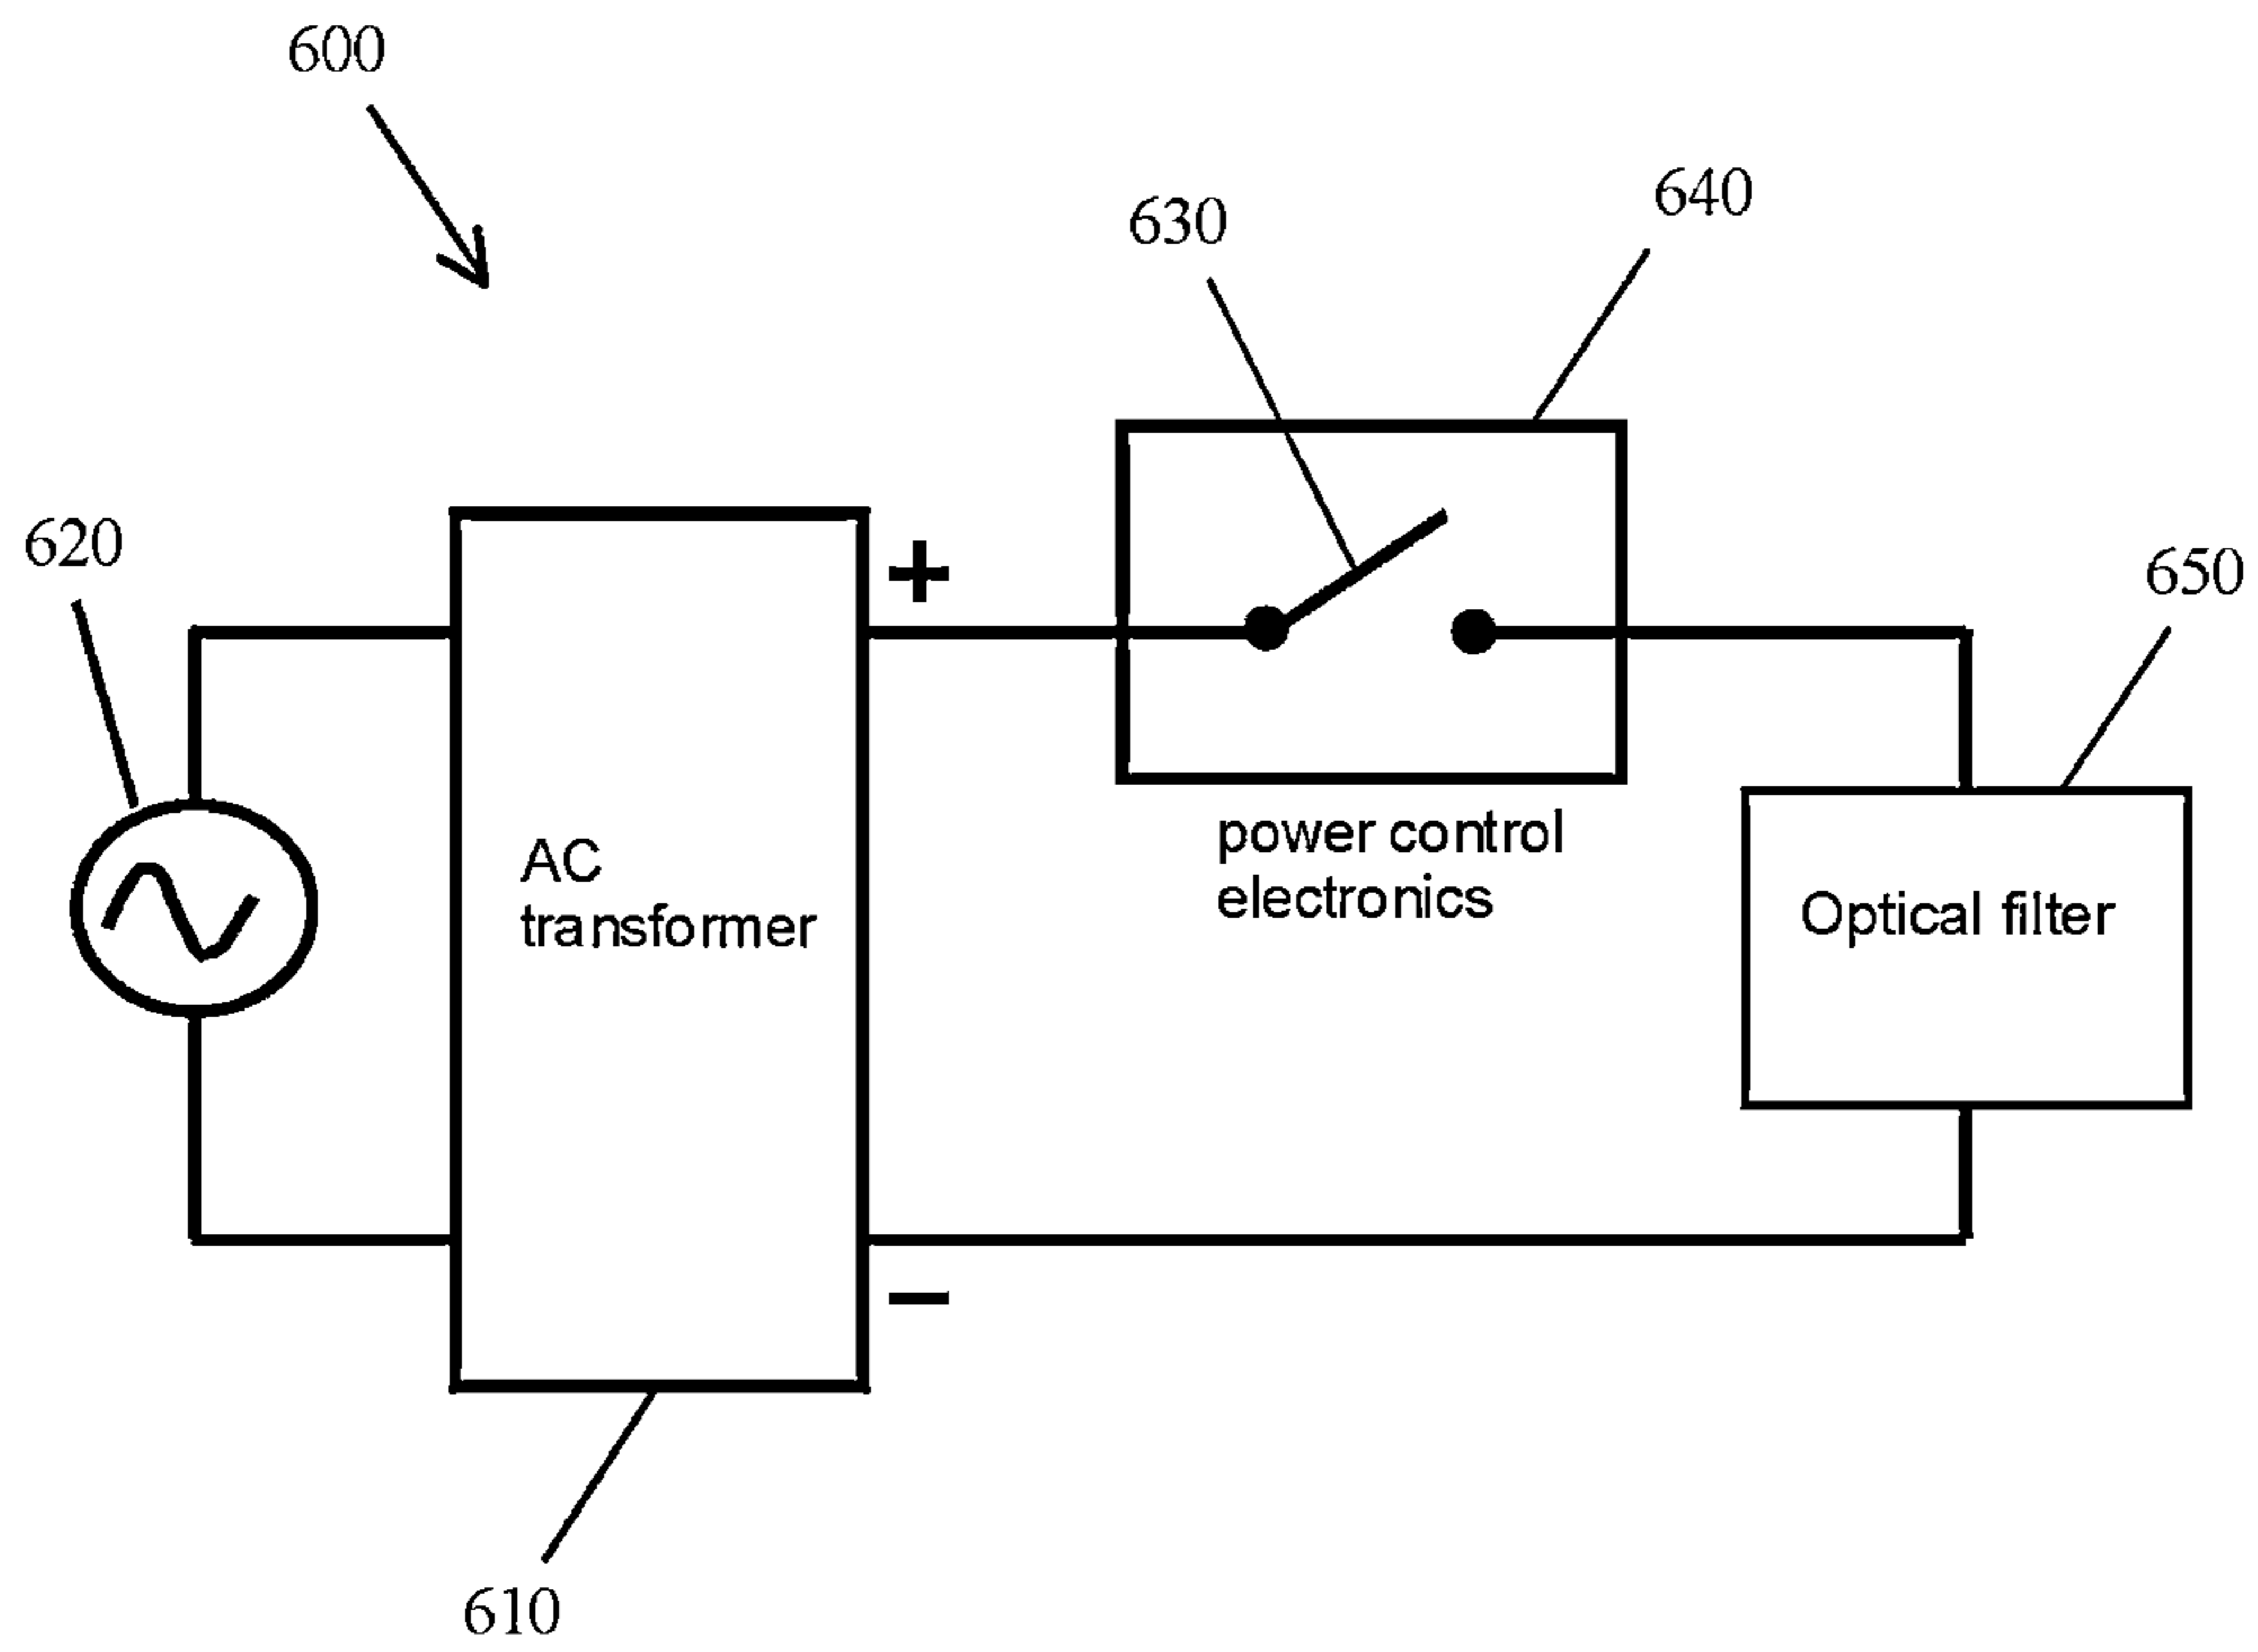 600
640
630
620
+
650
power control
electronics
AC
transformer
Optical filter
−
610